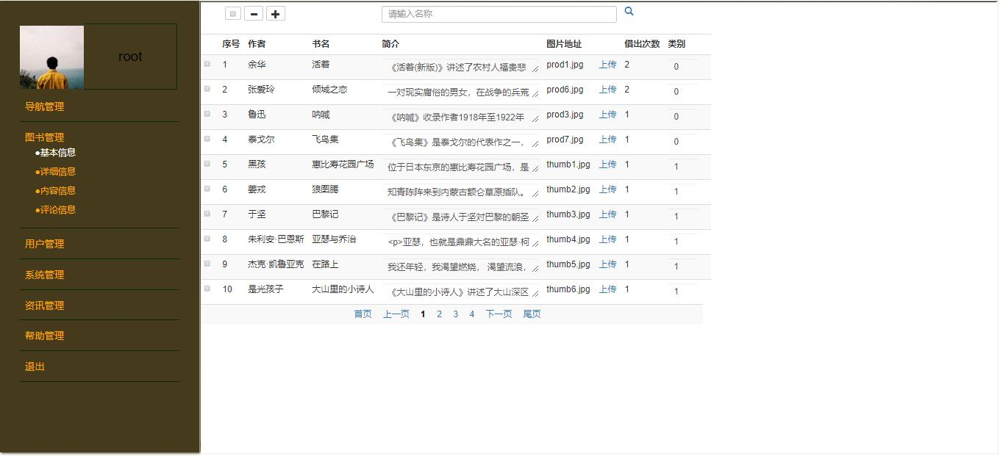 root
导航管理
图书管理
●基本信息
●详细信息
●内容信息
●评论信息
用户管理
系统管理
资讯管理
帮助管理
退出
请输入名称
序号 作者 书名 简介 图片地址 借出次数 类别
1 余华 活着 《活着(新版)》讲述了农村人福贵悲 prod1.jpg 上传 2 0
2 张爱玲 倾城之恋 一对现实庸俗的男女，在战争的兵荒 prod6.jpg 上传 2 0
3 鲁迅 呐喊 《呐喊》收录作者1918年至1922年 prod3.jpg 上传 1 0
4 泰戈尔 飞鸟集 《飞鸟集》是泰戈尔的代表作之一， prod7.jpg 上传 1 0
5 黑孩 惠比寿花园广场 位于日本东京的惠比寿花园广场，是 thumb1.jpg 上传 1 1
6 姜戎 狼图腾 知青陈阵来到内蒙古额仑草原插队。 thumb2.jpg 上传 1 1
7 于坚 巴黎记 《巴黎记》是诗人于坚对巴黎的朝圣 thumb3.jpg 上传 1 1
8 朱利安·巴恩斯 亚瑟与乔治 <p>亚瑟，也就是鼎鼎大名的亚瑟·柯 thumb4.jpg 上传 1 1
9 杰克·凯鲁亚克 在路上 我还年轻，我渴望燃烧， 渴望流浪， thumb5.jpg 上传 1 1
10 是光孩子 大山里的小诗人 《大山里的小诗人》讲述了大山深区 thumb6.jpg 上传 1 1
首页 上一页 1 2 3 4 下一页 尾页